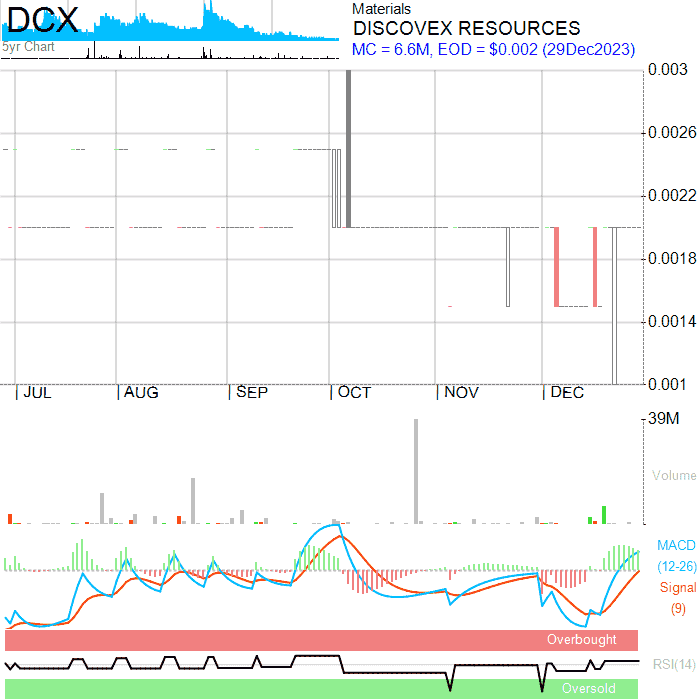 DCX
Materials
DISCOVEX RESOURCES
5yr Chart
MC = 6.6M, EOD = $0.002 (29Dec2023)
0.003
0.0026
0.0022
0.0018
0.0014
0.001
JUL AUG SEP OCT NOV DEC
39M
Volume
MACD
(12-26)
Signal
(9)
Overbought
RSI(14)
Oversold